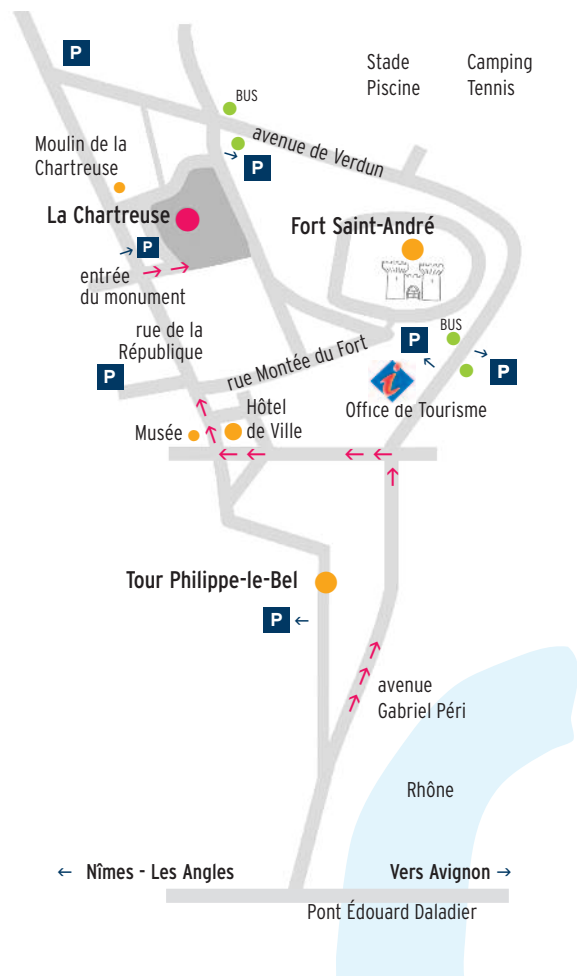 P
Stade
Piscine
Camping
Tennis
BUS
avenue de Verdun
P
Moulin de la
Chartreuse
La Chartreuse
Fort Saint-André
P
entrée
du monument
BUS
rue de la
République
P
P
P
rue Montée du Fort
i
Office de Tourisme
Hôtel
de Ville
Musée
Tour Philippe-le-Bel
P ←
avenue
Gabriel Péri
Rhône
← Nîmes - Les Angles
Vers Avignon →
Pont Édouard Daladier